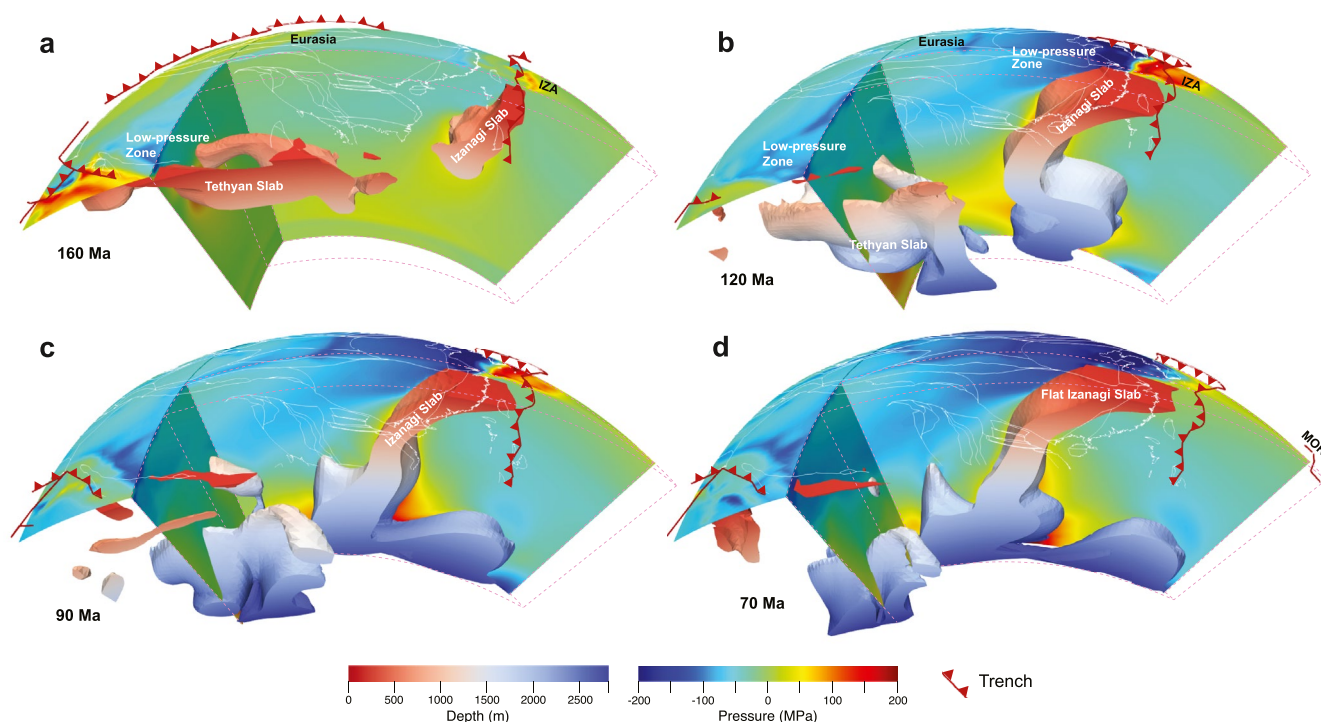 a
Eurasia
IZA
Low-pressure
Zone
Izanagi Slab
Tethyan Slab
160 Ma
b
Eurasia
Low-pressure
Zone
IZA
Izanagi Slab
Low-pressure
Zone
Tethyan Slab
120 Ma
c
Izanagi Slab
90 Ma
d
Flat Izanagi Slab
70 Ma
0 500 1000 1500 2000 2500
Depth (m)
-200 -100 0 100 200
Pressure (MPa)
Trench